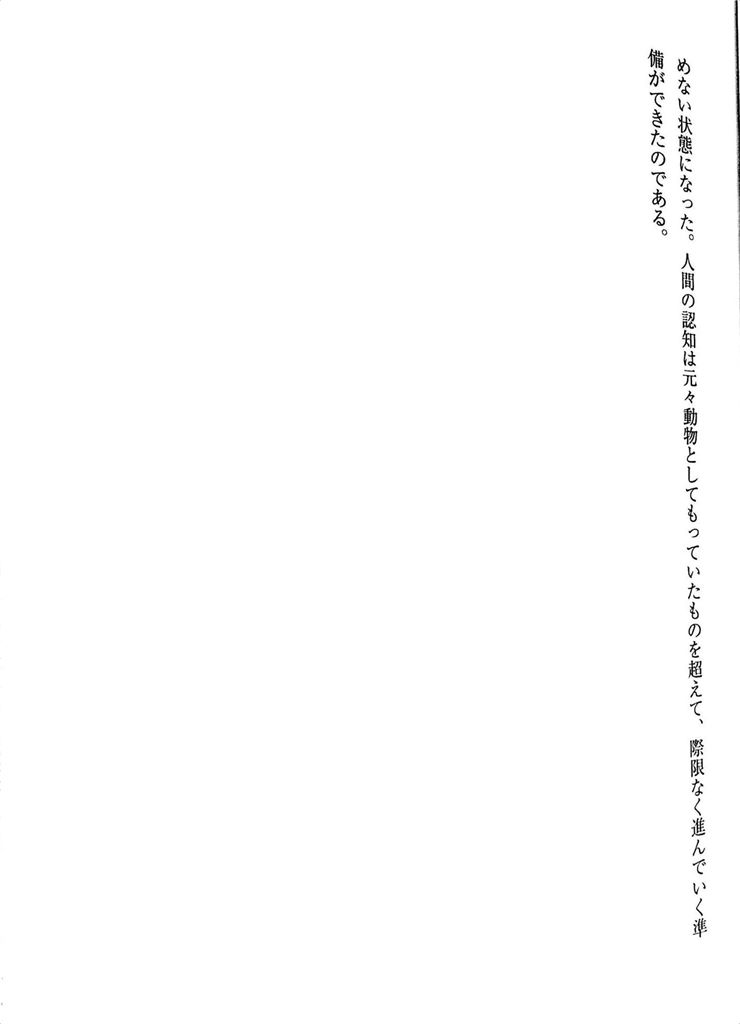 めない状態になった。人間の認知は元々動物としてもっていたものを超えて、際限なく進んでいく準
備ができたのである。